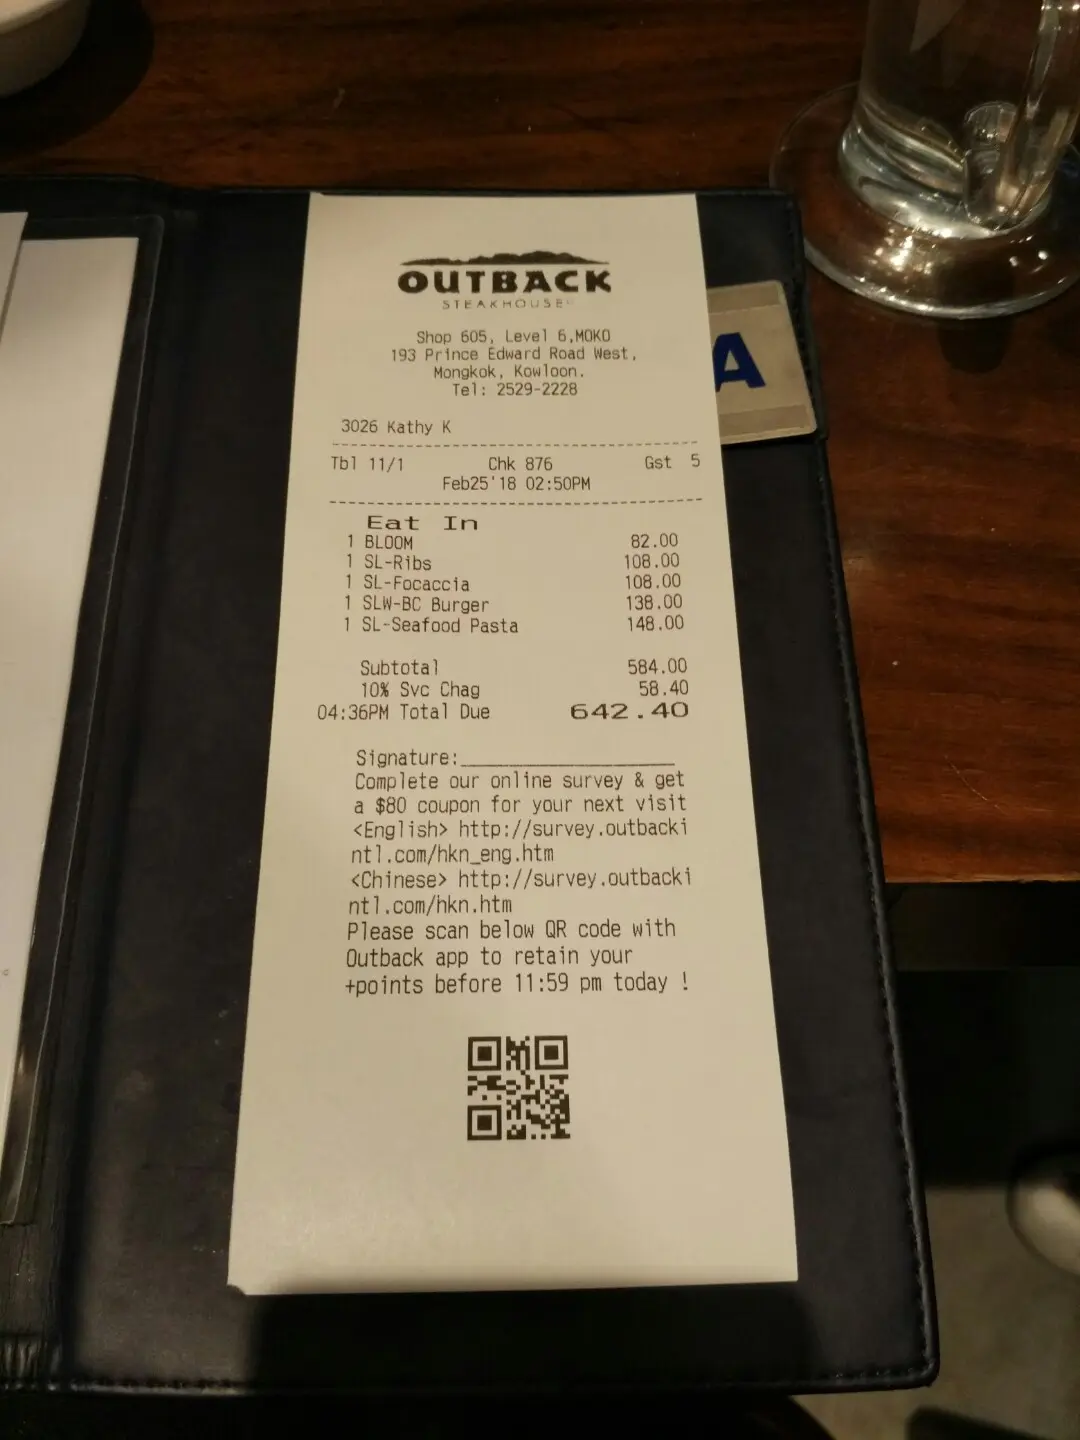 OUTBACK
STEAKHOUSE
Shop 605, Level 6,MOKO
193 Prince Edward Road West,
Mongkok, Kowloon.
Tel: 2529-2228
3026 Kathy K
Tbl 11/1 Chk 876 Gst 5
Feb25'18 02:50PM
Eat In
1 BLOOM 82.00
1 SL-Ribs 108.00
1 SL-Focaccia 108.00
1 SLW-BC Burger 138.00
1 SL-Seafood Pasta 148.00
Subtotal 584.00
10% Svc Chag 58.40
04:36PM Total Due 642.40
Signature:
Complete our online survey & get
a $80 coupon for your next visit
<English> http://survey.outbacki
ntl.com/hkn_eng.htm
<Chinese> http://survey.outbacki
ntl.com/hkn.htm
Please scan below QR code with
Outback app to retain your
+points before 11:59 pm today !
A